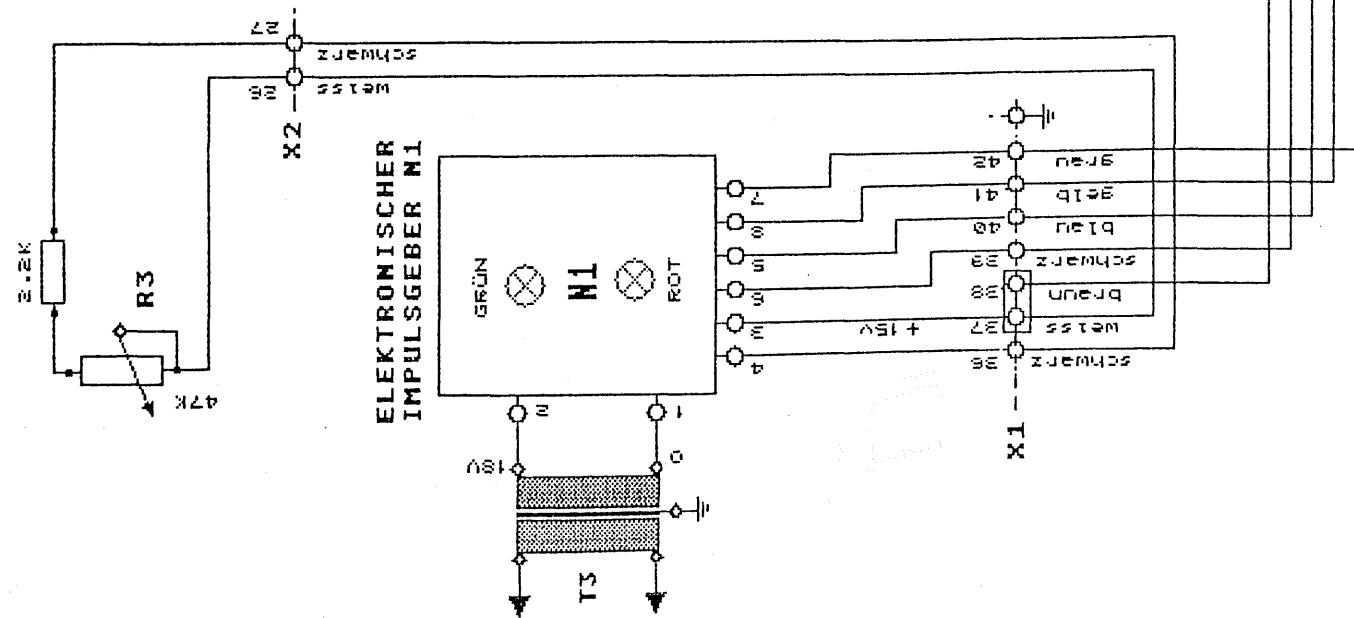 27
schwarz
26
weiss
X2
ELEKTRONISCHER
IMPULSGEBER N1
42
grau
41
gelb
40
blau
39
schwarz
38
braun
37
weiss
+15V
36
schwarz
X1
7
8
5
6
3
4
GRÜN
N1
ROT
2.2K
R3
47K
2
1
18V
0
T3